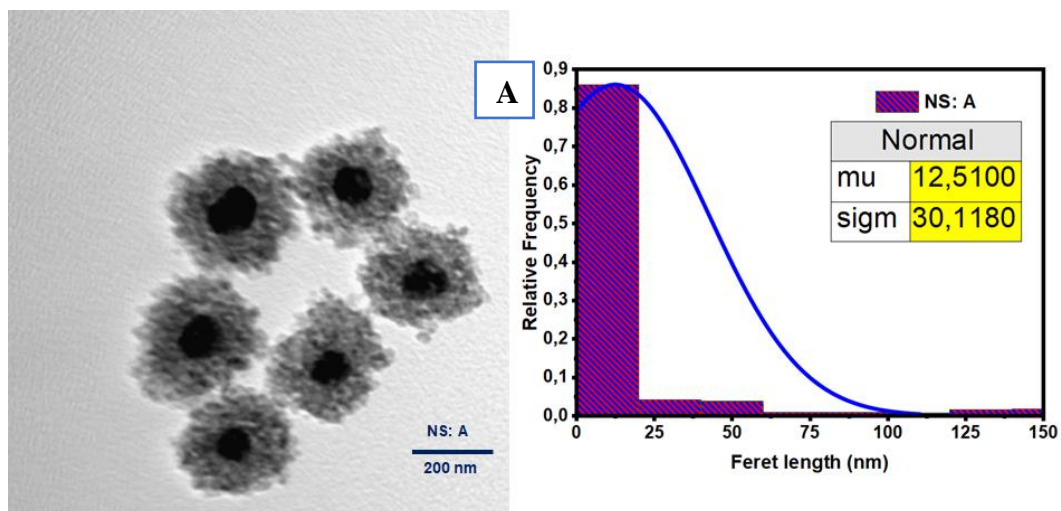 A
NS: A
200 nm
Relative Frequency
0,9
0,8
0,7
0,6
0,5
0,4
0,3
0,2
0,1
0,0
0
25
50
75
100
125
150
Feret length (nm)
NS: A
Normal
mu 12,5100
sigm 30,1180